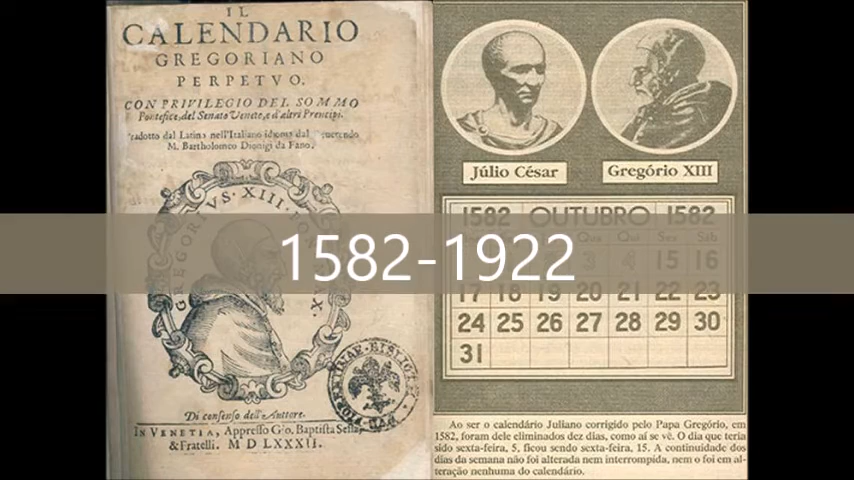 IL
CALENDARIO
GREGORIANO
PERPETVO.
CON PRIVILEGIO DEL SOMMO
Pontefice, del Senato Veneto, e d'altri Prencipi.
radotto dal Latino nell'Italiano idioma dal
M. Bartholomeo Dionigi da Fano.
GREGORIVS. XIII.
Di consenso dell'Auttore.
IN VENETIA, Appresso Gio. Baptista Sessa,
& Fratelli. M D LXXXII.
Júlio César
Gregório XIII
1582 OUTUBRO 1582
Qua Qui Sex Sáb
3 4 15 16
17 18 19 20 21 22 23
24 25 26 27 28 29 30
31
1582-1922
Ao ser o calendário Juliano corrigido pelo Papa Gregório, em
1582, foram dele eliminados dez dias, como aí se vê. O dia que teria
sido sexta-feira, 5, ficou sendo sexta-feira, 15. A continuidade dos
dias da semana não foi alterada nem interrompida, nem o foi em al-
teração nenhuma do calendário.